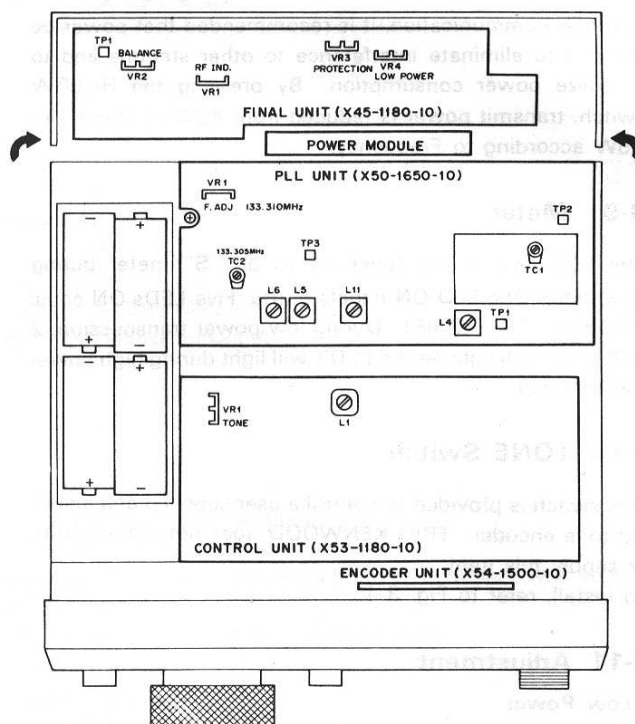 TP1
BALANCE
VR2
RF IND.
VR1
VR3
PROTECTION
VR4
LOW POWER
FINAL UNIT (X45-1180-10)
POWER MODULE
PLL UNIT (X50-1650-10)
VR1
F. ADJ 133.310MHz
TP2
133.305MHz
TC2
TP3
TC1
L6
L5
L11
L4
TP1
−
+
+
−
+
−
+
−
VR1
TONE
L1
CONTROL UNIT (X53-1180-10)
ENCODER UNIT (X54-1500-10)